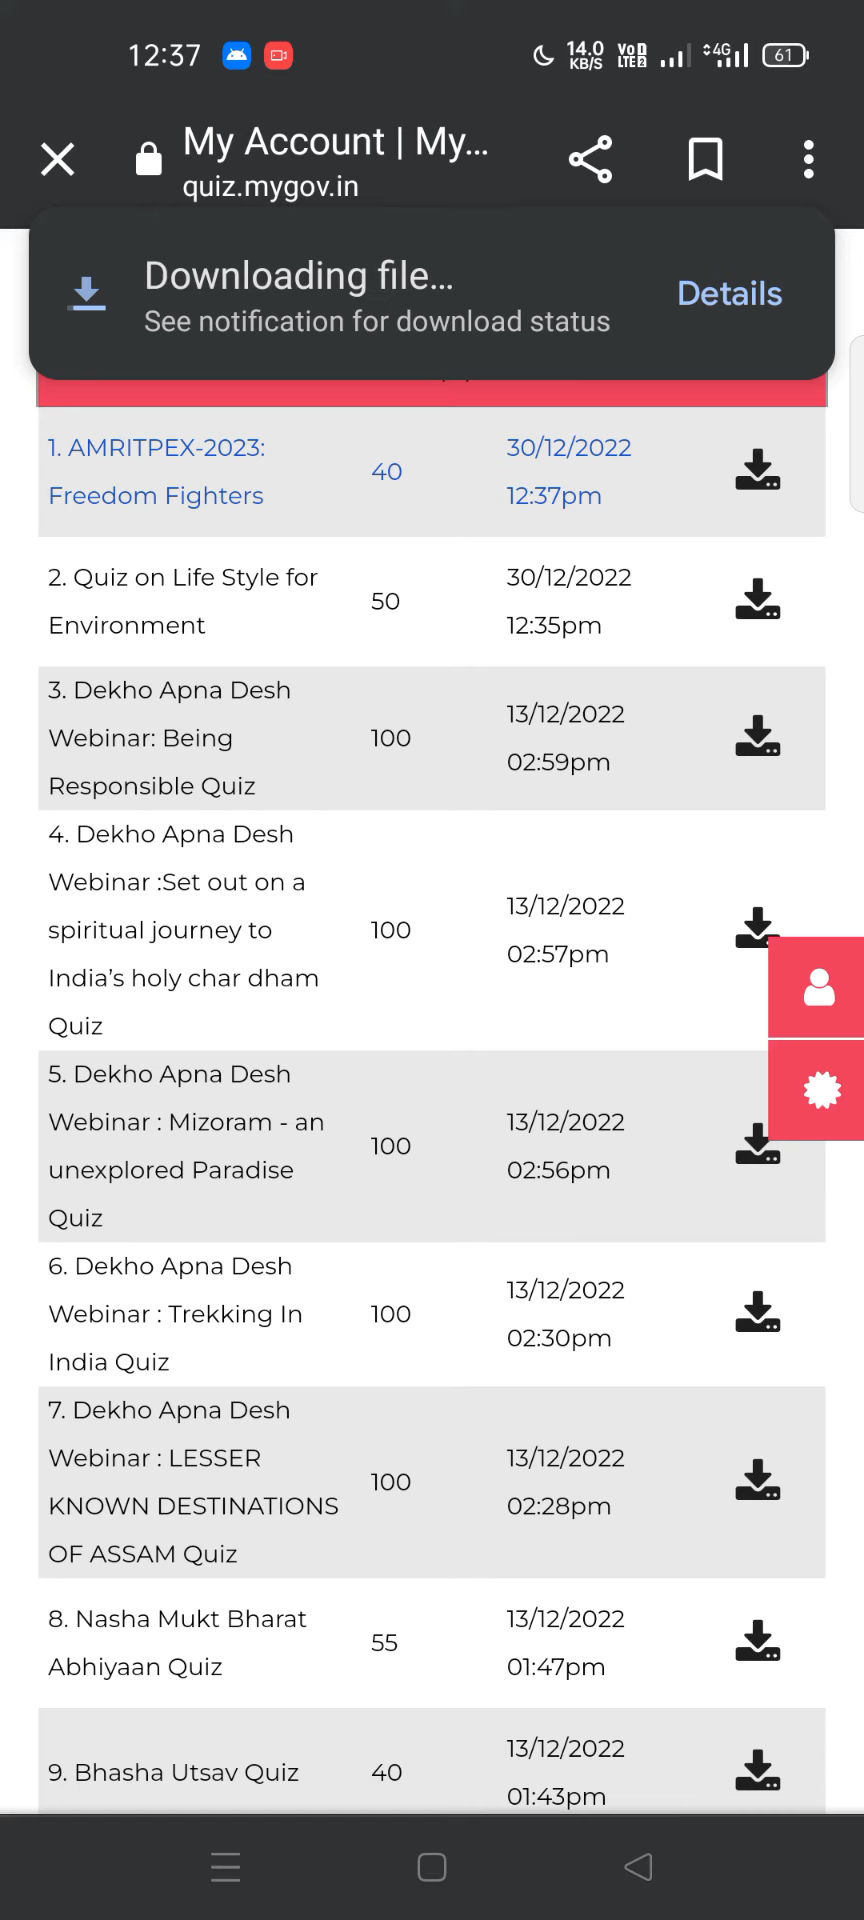 12:37
14.0
KB/S
VoD
LTE2
4G
61
My Account | My...
quiz.mygov.in
Downloading file...
See notification for download status
Details
1. AMRITPEX-2023:
Freedom Fighters
40
30/12/2022
12:37pm
2. Quiz on Life Style for
Environment
50
30/12/2022
12:35pm
3. Dekho Apna Desh
Webinar: Being
Responsible Quiz
100
13/12/2022
02:59pm
4. Dekho Apna Desh
Webinar :Set out on a
spiritual journey to
India’s holy char dham
Quiz
100
13/12/2022
02:57pm
5. Dekho Apna Desh
Webinar : Mizoram - an
unexplored Paradise
Quiz
100
13/12/2022
02:56pm
6. Dekho Apna Desh
Webinar : Trekking In
India Quiz
100
13/12/2022
02:30pm
7. Dekho Apna Desh
Webinar : LESSER
KNOWN DESTINATIONS
OF ASSAM Quiz
100
13/12/2022
02:28pm
8. Nasha Mukt Bharat
Abhiyaan Quiz
55
13/12/2022
01:47pm
9. Bhasha Utsav Quiz
40
13/12/2022
01:43pm